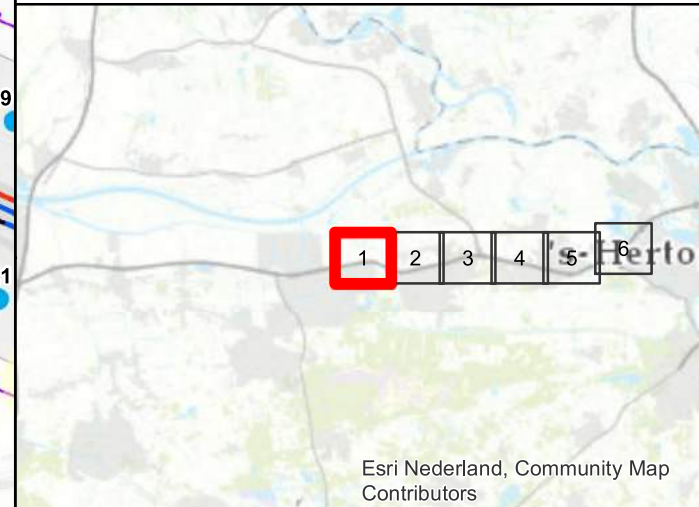 9
1
1 2 3 4 's-Herto 5 6
Esri Nederland, Community Map
Contributors